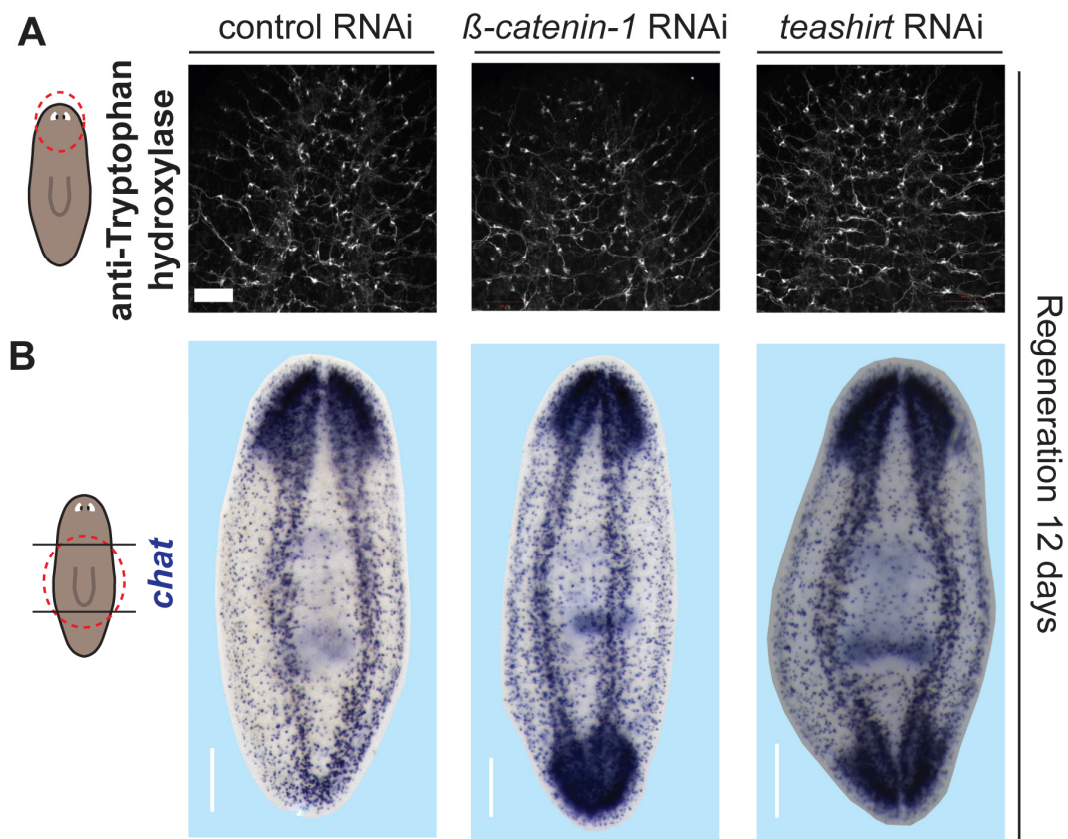 A
control RNAi
ß-catenin-1 RNAi
teashirt RNAi
anti-Tryptophan
hydroxylase
B
chat
Regeneration 12 days